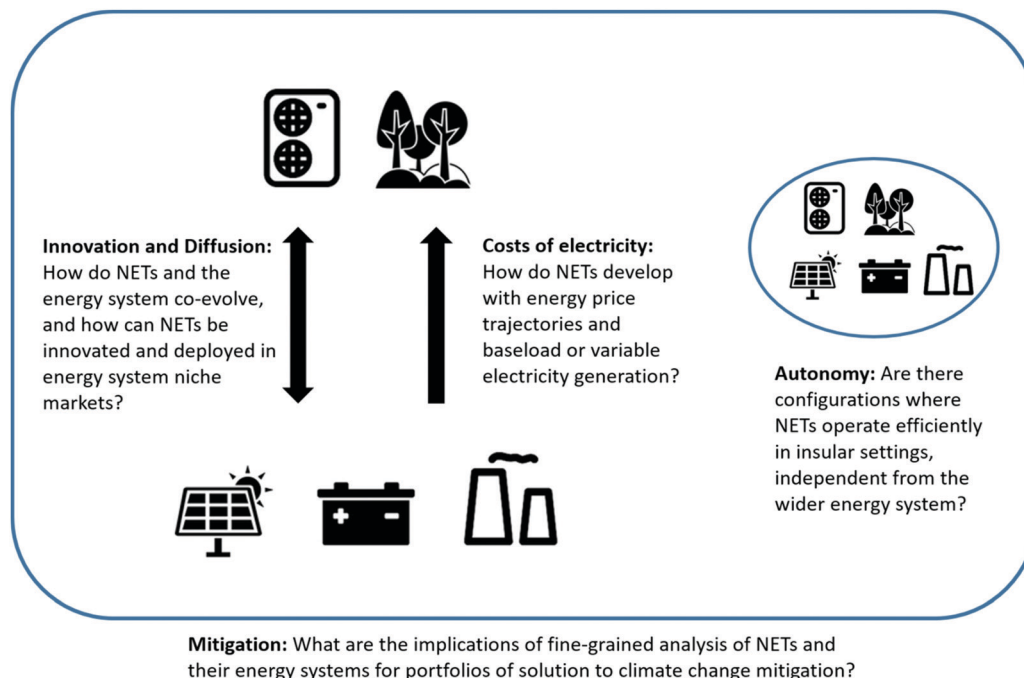 Innovation and Diffusion:
How do NETs and the
energy system co-evolve,
and how can NETs be
innovated and deployed in
energy system niche
markets?
Costs of electricity:
How do NETs develop
with energy price
trajectories and
baseload or variable
electricity generation?
Autonomy: Are there
configurations where
NETs operate efficiently
in insular settings,
independent from the
wider energy system?
Mitigation: What are the implications of fine-grained analysis of NETs and
their energy systems for portfolios of solution to climate change mitigation?